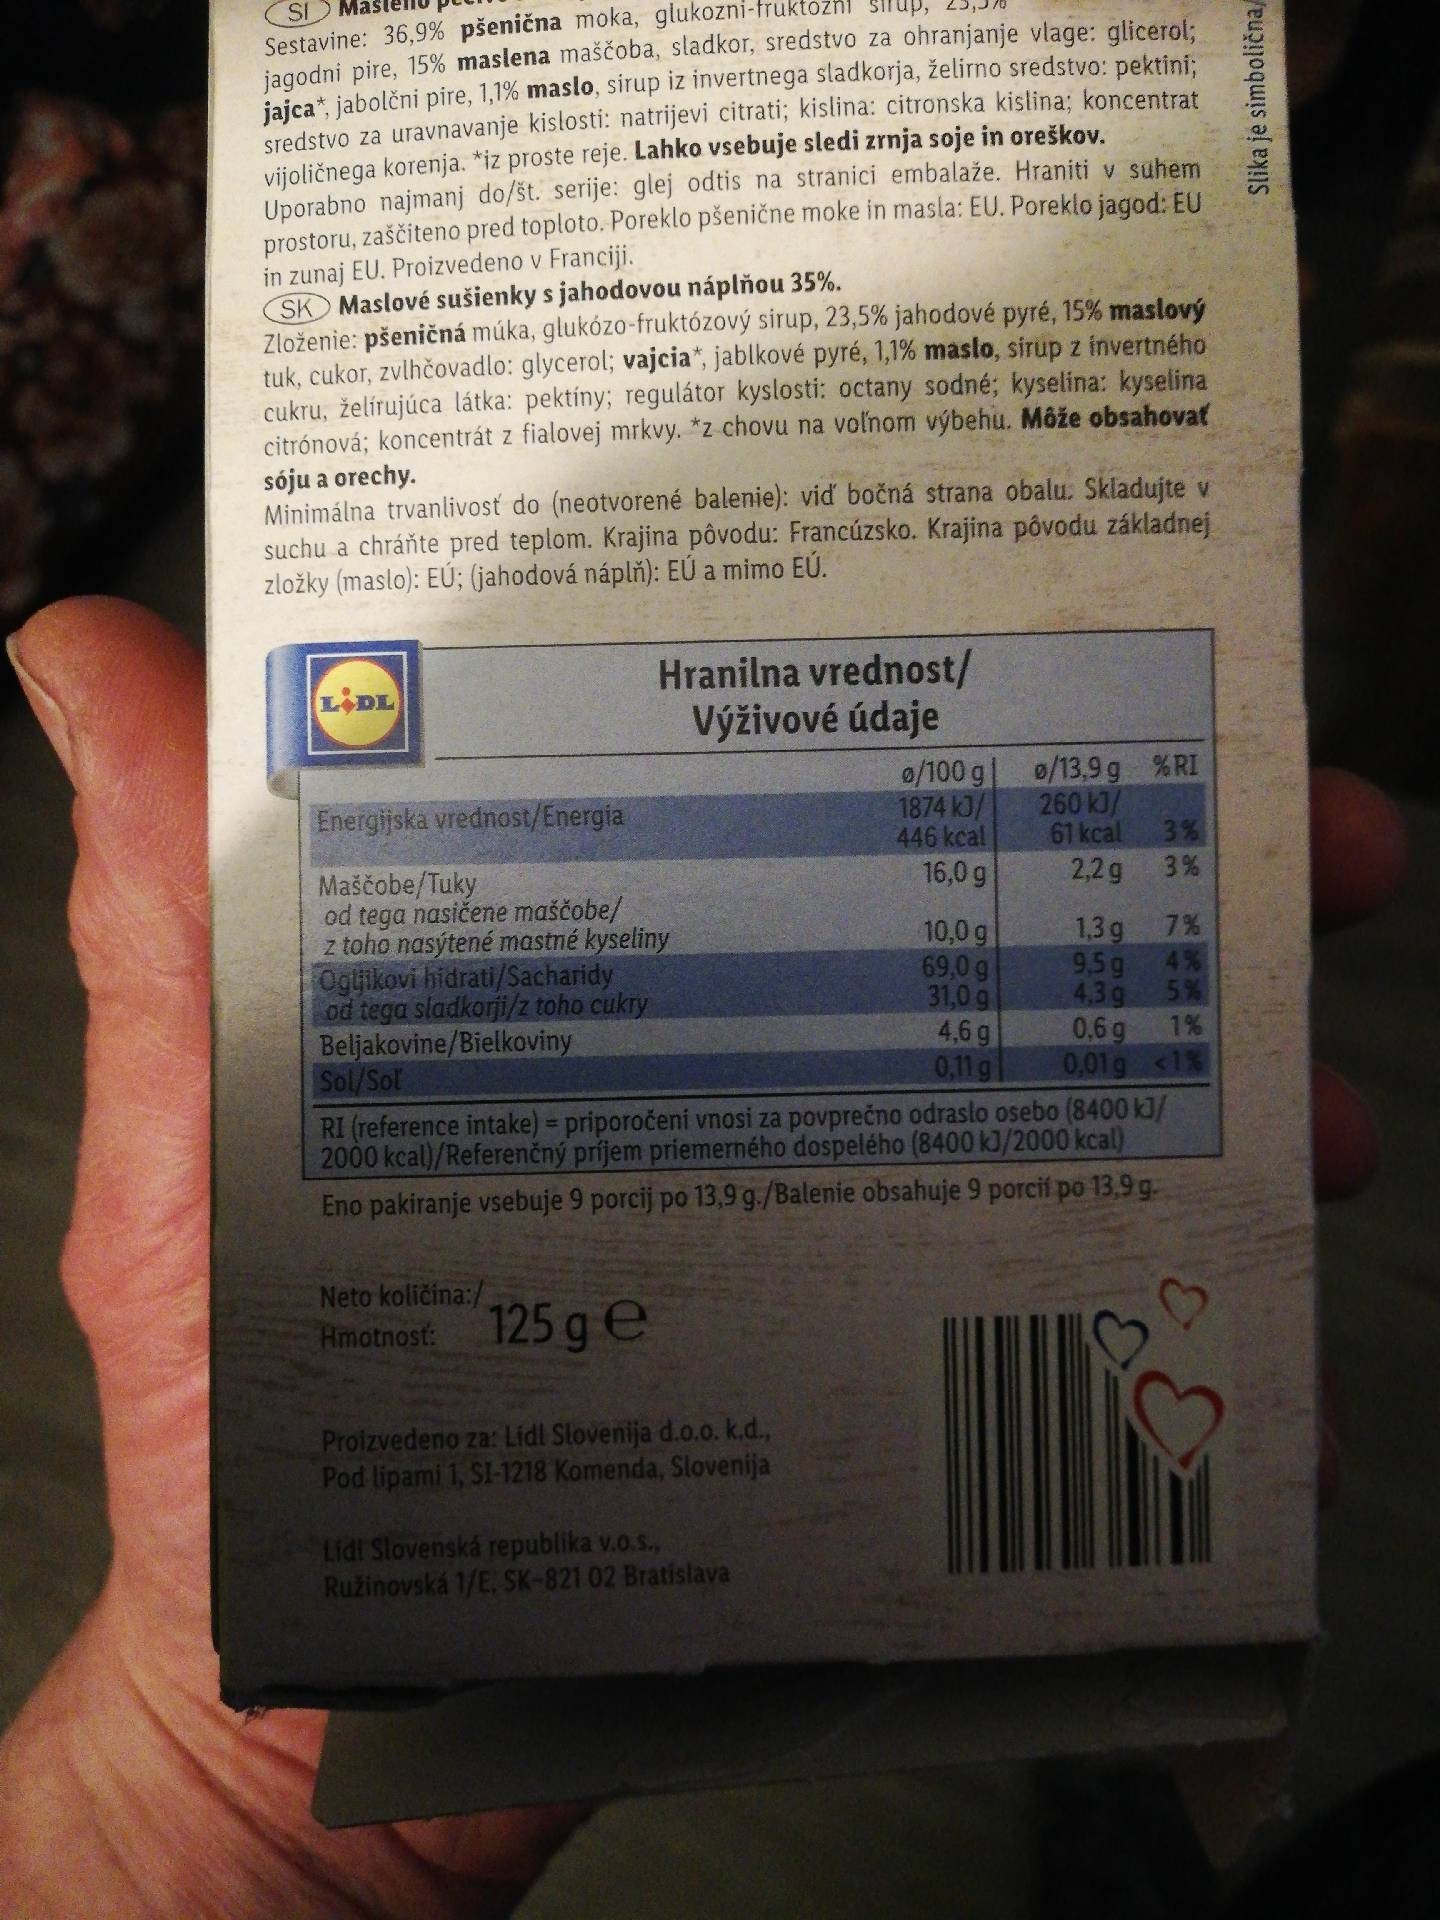 SI Masleno
Sestavine: 36,9% pšenična moka, glukozni-fruktozni sirup, 23,5%
jagodni pire, 15% maslena maščoba, sladkor, sredstvo za ohranjanje vlage: glicerol;
jajca*, jabolčni pire, 1,1% maslo, sirup iz invertnega sladkorja, želirno sredstvo: pektini;
sredstvo za uravnavanje kislosti: natrijevi citrati; kislina: citronska kislina; koncentrat
vijoličnega korenja. *iz proste reje. Lahko vsebuje sledi zrnja soje in oreškov.
Uporabno najmanj do/št. serije: glej odtis na stranici embalaže. Hraniti v suhem
prostoru, zaščiteno pred toploto. Poreklo pšenične moke in masla: EU. Poreklo jagod: EU
in zunaj EU. Proizvedeno v Franciji.
SK Maslové sušienky s jahodovou náplňou 35%.
Zloženie: pšeničná múka, glukózo-fruktózový sirup, 23,5% jahodové pyré, 15% maslový
tuk, cukor, zvlhčovadlo: glycerol; vajcia*, jablkové pyré, 1,1% maslo, sirup z invertného
cukru, želírujúca látka: pektíny; regulátor kyslosti: octany sodné; kyselina: kyselina
citrónová; koncentrát z fialovej mrkvy. *z chovu na voľnom výbehu. Môže obsahovať
sóju a orechy.
Minimálna trvanlivosť do (neotvorené balenie): viď bočná strana obalu. Skladujte v
suchu a chráňte pred teplom. Krajina pôvodu: Francúzsko. Krajina pôvodu základnej
zložky (maslo): EÚ; (jahodová náplň): EÚ a mimo EÚ.
Slika je simbolična/
LIDL
Hranilna vrednost/
Výživové údaje
ø/100 g ø/13,9 g %RI
Energijska vrednost/Energia 1874 kJ/ 260 kJ/
446 kcal 61 kcal 3%
Maščobe/Tuky 16,0 g 2,2 g 3%
od tega nasičene maščobe/
z toho nasýtené mastné kyseliny 10,0 g 1,3 g 7%
Ogljikovi hidrati/Sacharidy 69,0 g 9,5 g 4%
od tega sladkorji/z toho cukry 31,0 g 4,3 g 5%
Beljakovine/Bielkoviny 4,6 g 0,6 g 1%
Sol/Soľ 0,11 g 0,01 g <1%
RI (reference intake) = priporočeni vnosi za povprečno odraslo osebo (8400 kJ/
2000 kcal)/Referenčný príjem priemerného dospelého (8400 kJ/2000 kcal)
Eno pakiranje vsebuje 9 porcij po 13,9 g./Balenie obsahuje 9 porcií po 13,9 g.
Neto količina:/
Hmotnosť: 125 g e
Proizvedeno za: Lidl Slovenija d.o.o. k.d.,
Pod lipami 1, SI-1218 Komenda, Slovenija
Lidl Slovenská republika v.o.s.,
Ružinovská 1/E, SK-821 02 Bratislava